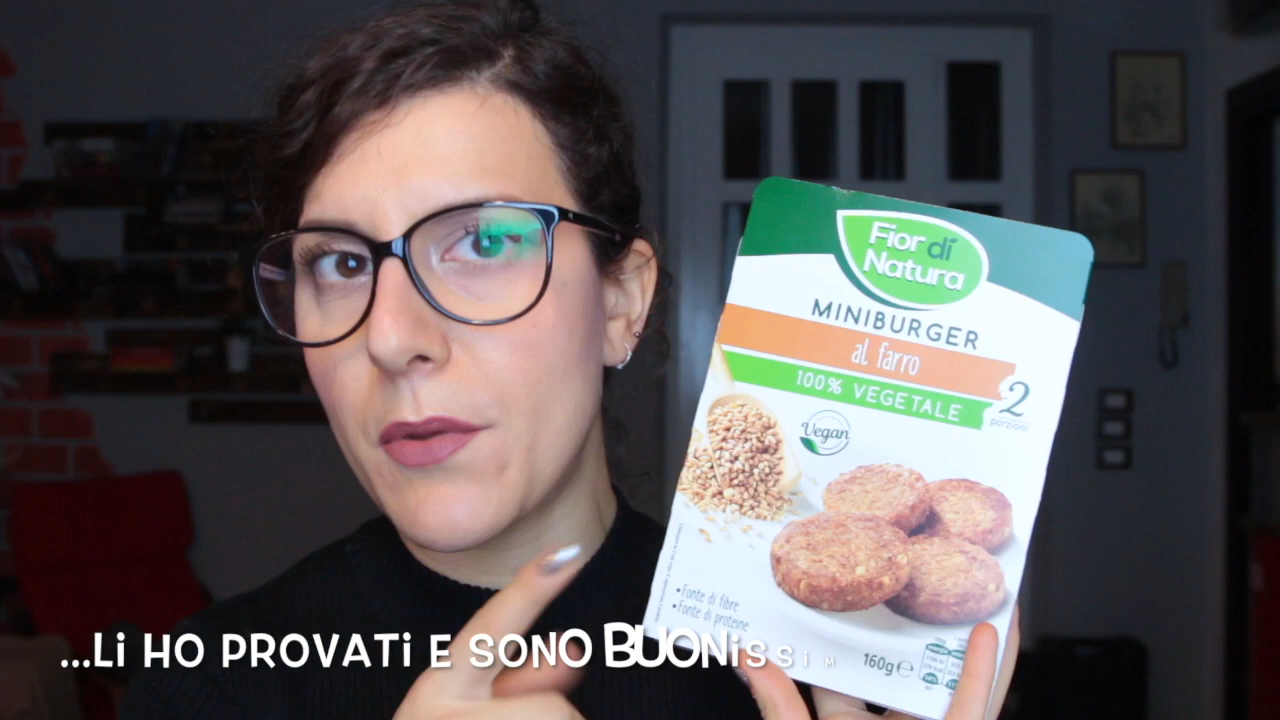 Fior di
Natura
MINIBURGER
al farro
100% VEGETALE
2
porzioni
Vegan
•Fonte di fibre
•Fonte di proteine
160g ℮
...Li HO PROVATi E SONO BUONissiM